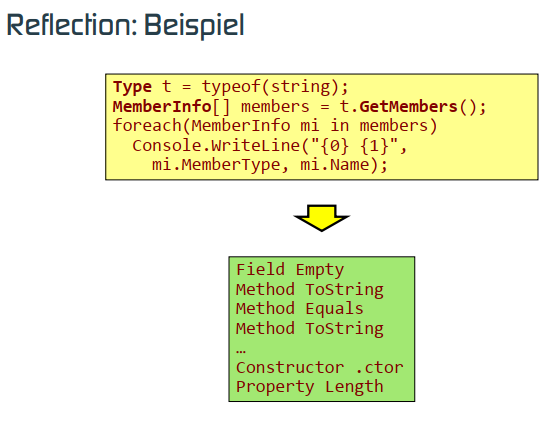 Reflection: Beispiel
Type t = typeof(string);
MemberInfo[] members = t.GetMembers();
foreach(MemberInfo mi in members)
  Console.WriteLine("{0} {1}",
    mi.MemberType, mi.Name);
Field Empty
Method ToString
Method Equals
Method ToString
…
Constructor .ctor
Property Length